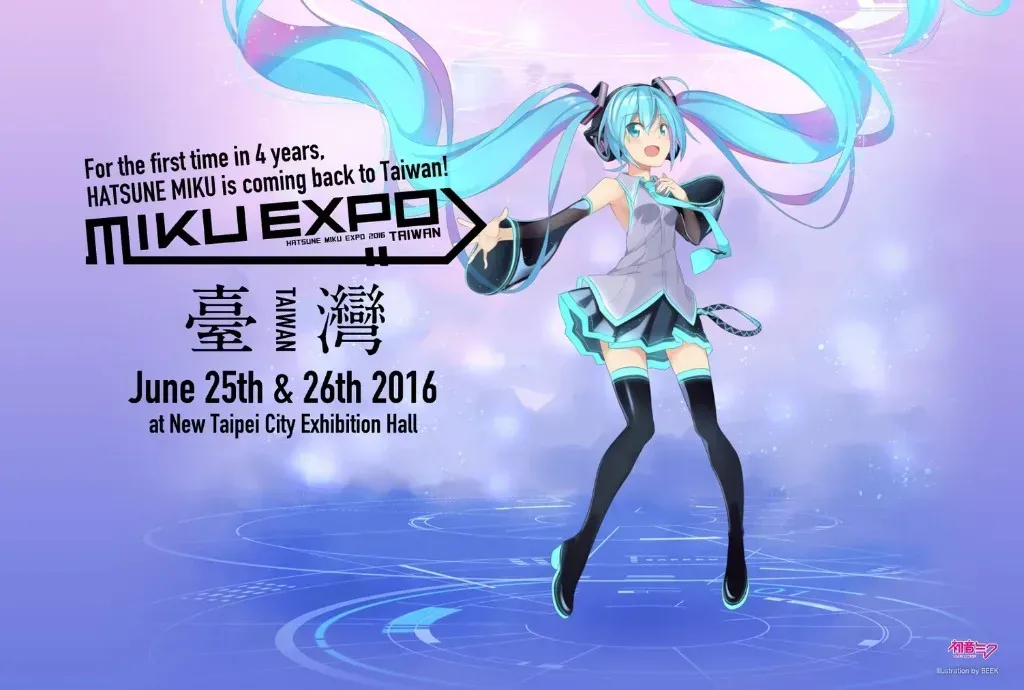 For the first time in 4 years,
HATSUNE MIKU is coming back to Taiwan!
MIKU EXPO
HATSUNE MIKU EXPO 2016 TAIWAN
臺 TAIWAN 灣
June 25th & 26th 2016
at New Taipei City Exhibition Hall
初音ミク
Illustration by BEEK